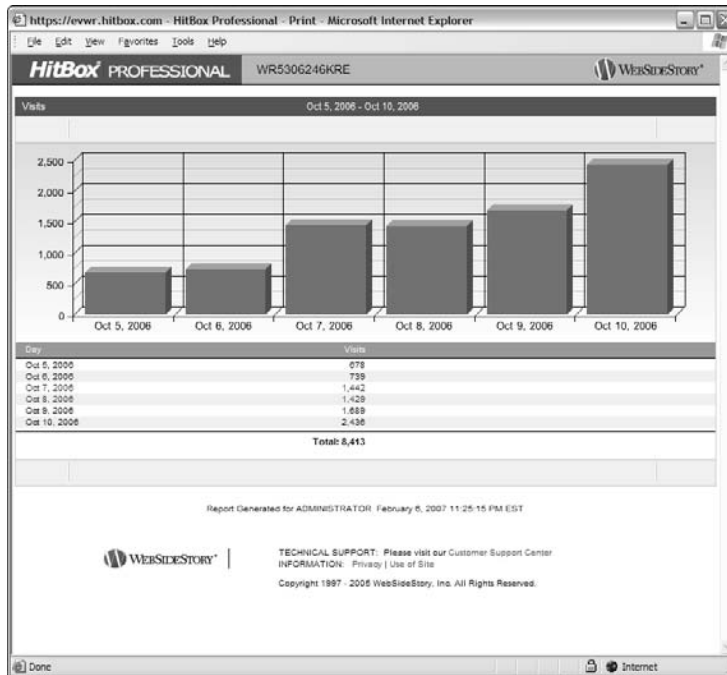 https://evwr.hitbox.com - HitBox Professional - Print - Microsoft Internet Explorer
File Edit View Favorites Tools Help
HitBox PROFESSIONAL WR5306246KRE WEBSIDESTORY
Visits Oct 5, 2006 - Oct 10, 2006
2,500
2,000
1,500
1,000
500
0
Oct 5, 2006 Oct 6, 2006 Oct 7, 2006 Oct 8, 2006 Oct 9, 2006 Oct 10, 2006
Day Visits
Oct 5, 2006 678
Oct 6, 2006 739
Oct 7, 2006 1,442
Oct 8, 2006 1,429
Oct 9, 2006 1,689
Oct 10, 2006 2,436
Total: 8,413
Report Generated for ADMINISTRATOR February 6, 2007 11:25:15 PM EST
WEBSIDESTORY
TECHNICAL SUPPORT: Please visit our Customer Support Center
INFORMATION: Privacy | Use of Site
Copyright 1997 - 2006 WebSideStory, Inc. All Rights Reserved.
Done Internet